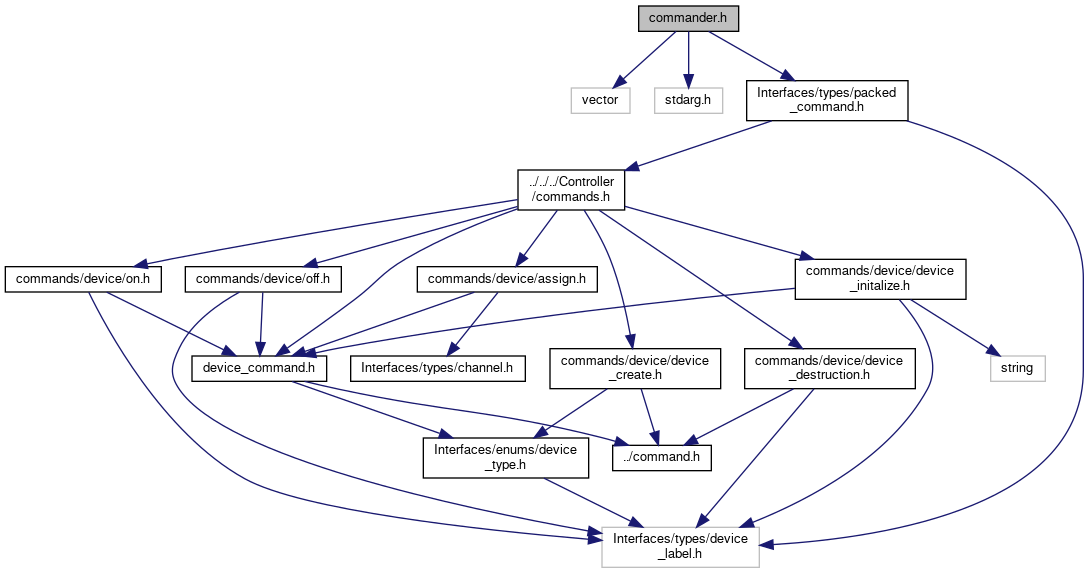 commander.h
vector
stdarg.h
Interfaces/types/packed
_command.h
../../../Controller
/commands.h
commands/device/on.h
commands/device/off.h
commands/device/assign.h
commands/device/device
_initalize.h
device_command.h
Interfaces/types/channel.h
commands/device/device
_create.h
commands/device/device
_destruction.h
string
Interfaces/enums/device
_type.h
../command.h
Interfaces/types/device
_label.h